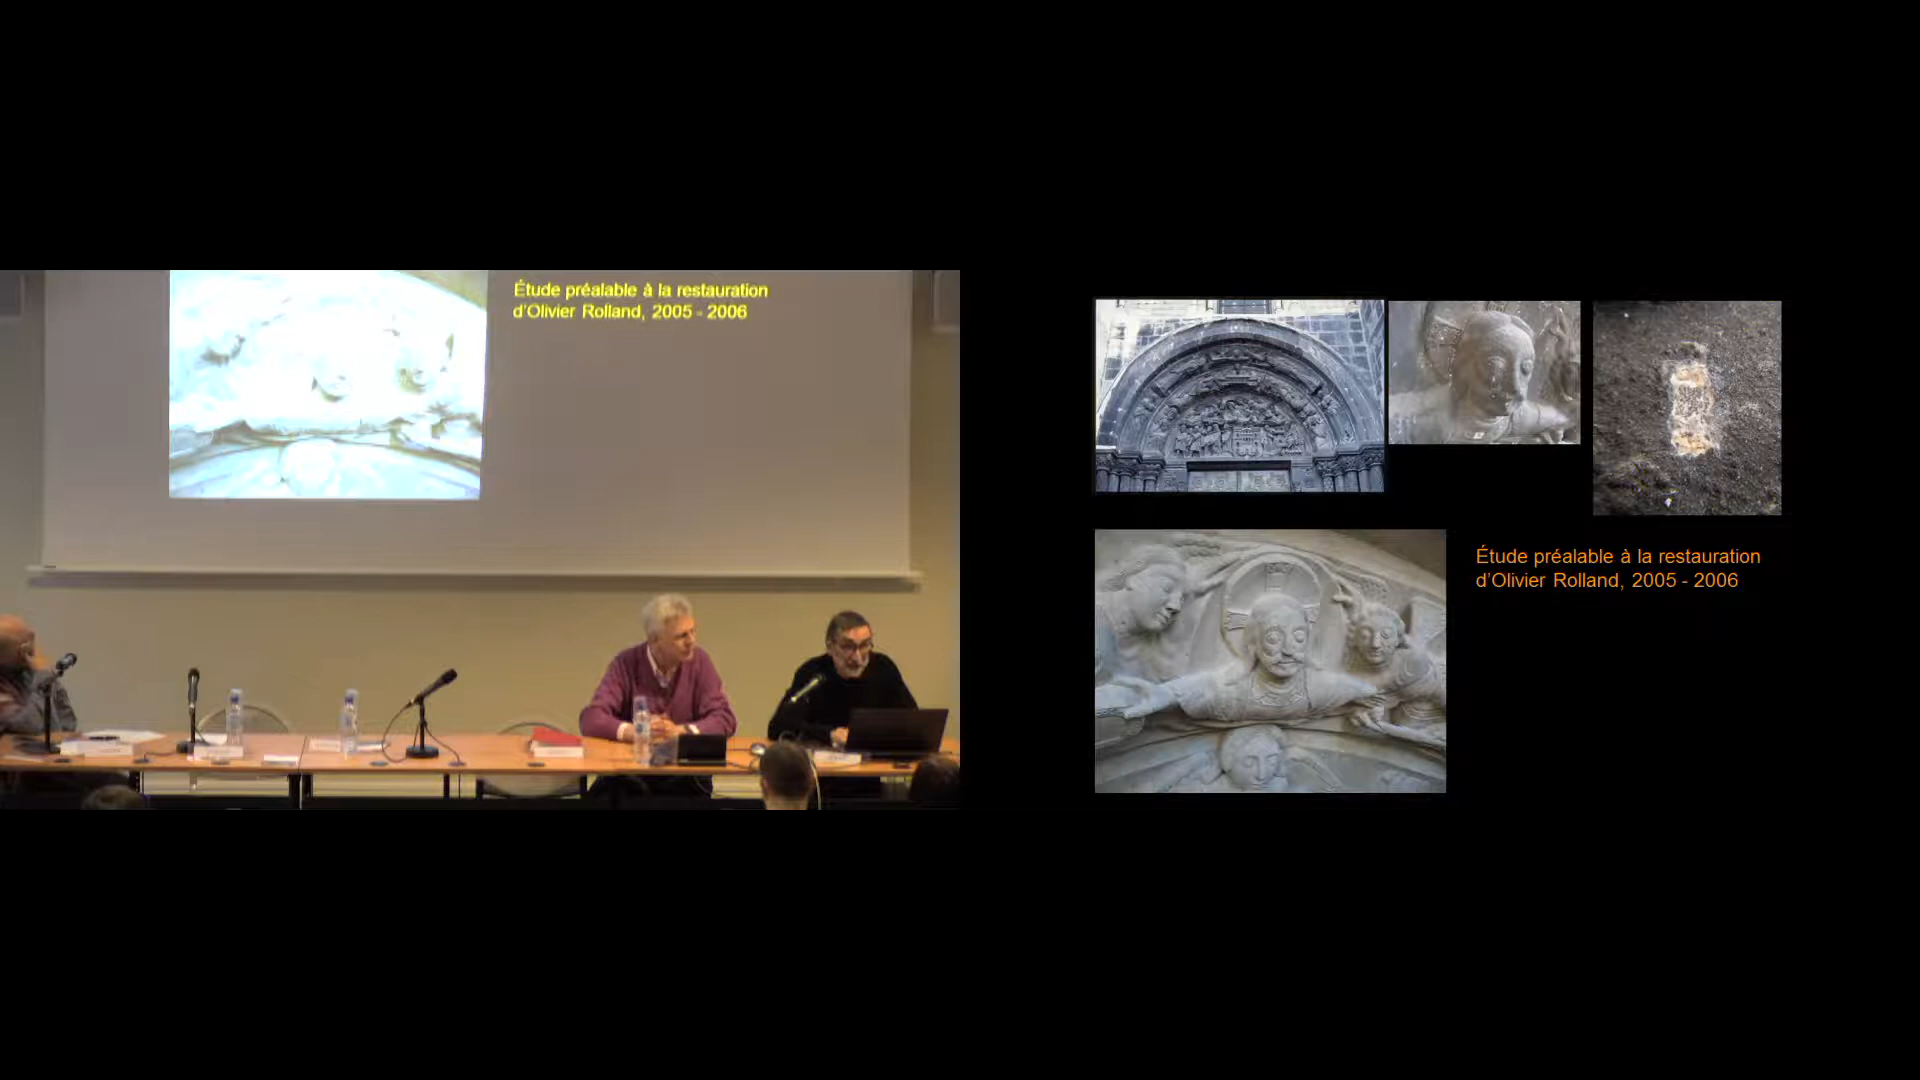 Étude préalable à la restauration
d'Olivier Rolland, 2005 - 2006
Étude préalable à la restauration
d'Olivier Rolland, 2005 - 2006